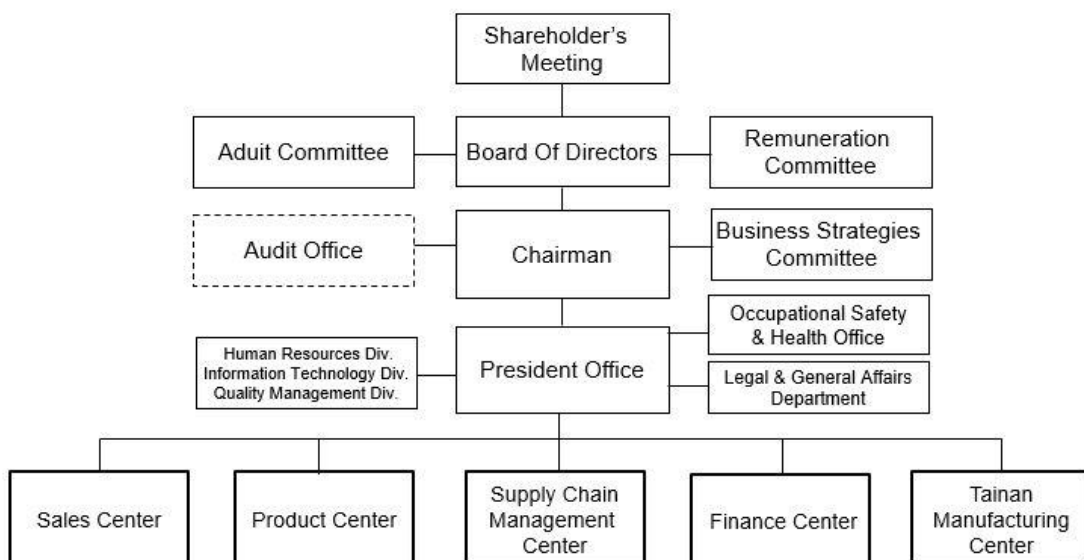 Shareholder's
Meeting
Aduit Committee
Board Of Directors
Remuneration
Committee
Audit Office
Chairman
Business Strategies
Committee
Human Resources Div.
Information Technology Div.
Quality Management Div.
President Office
Occupational Safety
& Health Office
Legal & General Affairs
Department
Sales Center
Product Center
Supply Chain
Management
Center
Finance Center
Tainan
Manufacturing
Center